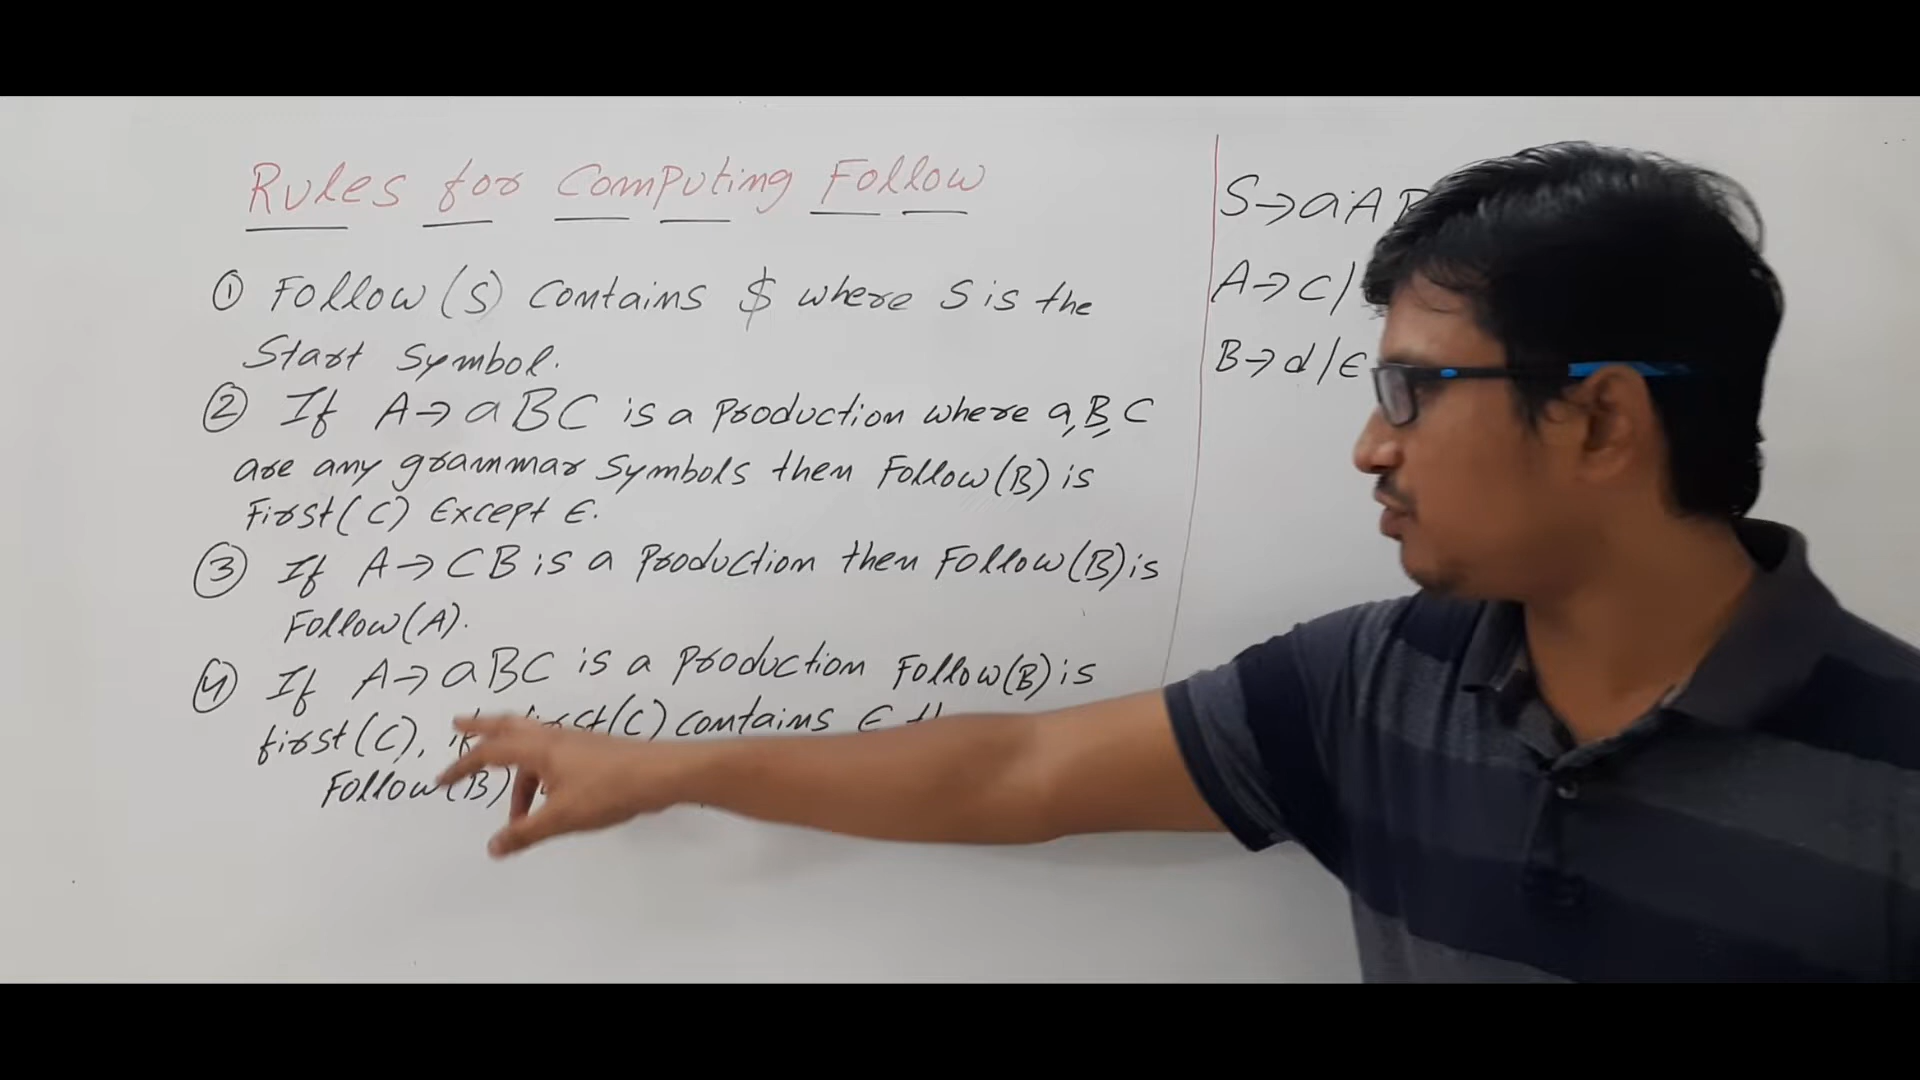 Rules for Computing Follow
① Follow(S) Contains $ where S is the
Start Symbol.
② If A→aBC is a Production where a,B,C
are any grammar Symbols then Follow(B) is
First(C) Except ε.
③ If A→CB is a Production then Follow(B) is
Follow(A).
④ If A→aBC is a Production Follow(B) is
first(C), if first(C) contains ε
Follow(B)
S→aA
A→c/
B→d/ε